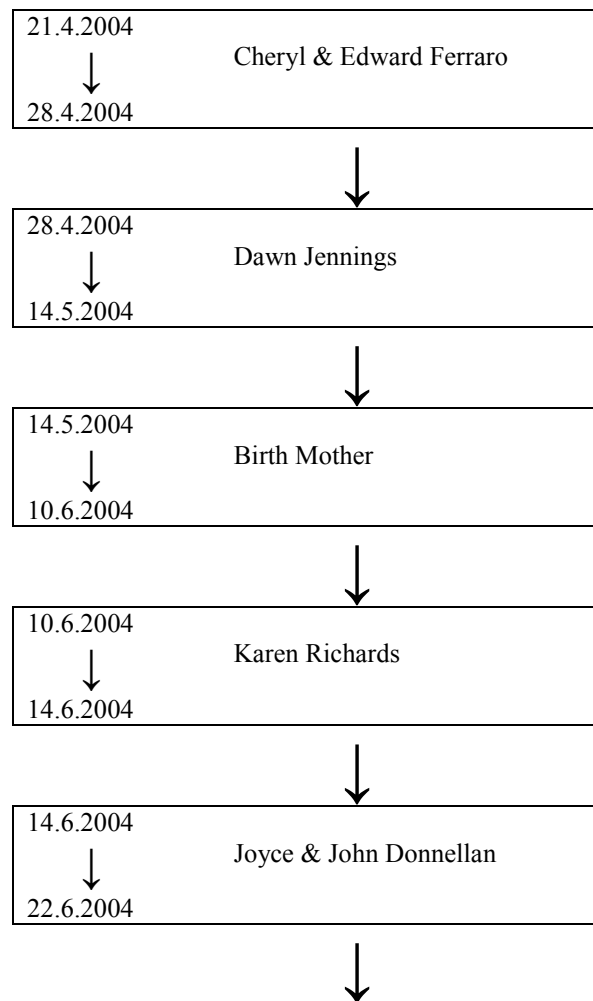 21.4.2004
Cheryl & Edward Ferraro
28.4.2004
28.4.2004
Dawn Jennings
14.5.2004
14.5.2004
Birth Mother
10.6.2004
10.6.2004
Karen Richards
14.6.2004
14.6.2004
Joyce & John Donnellan
22.6.2004